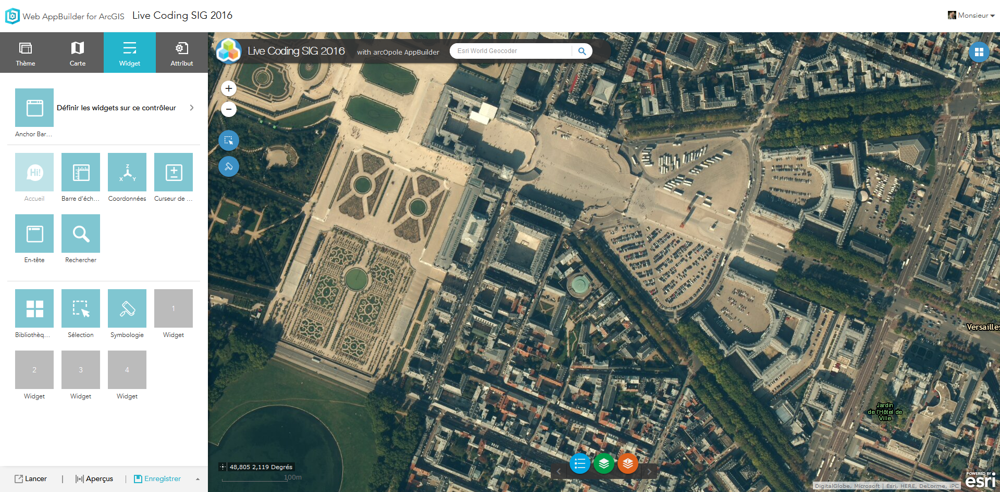 Web AppBuilder for ArcGIS
Live Coding SIG 2016
Monsieur
Thème
Carte
Widget
Attribut
Live Coding SIG 2016
with arcOpole AppBuilder
Esri World Geocoder
Définir les widgets sur ce contrôleur
Anchor Bar...
Hi!
Accueil
Barre d'éch...
Z
X Y
Coordonnées
Curseur de ...
En-tête
Rechercher
Bibliothèq...
Sélection
Symbologie
1
Widget
2
Widget
3
Widget
4
Widget
Versailles
Jardin
de l'Hôtel de
Ville
48,805 2,119 Degrés
100m
Lancer
Aperçus
Enregistrer
DigitalGlobe, Microsoft | Esri, HERE, DeLorme, iPC
POWERED BY
esri